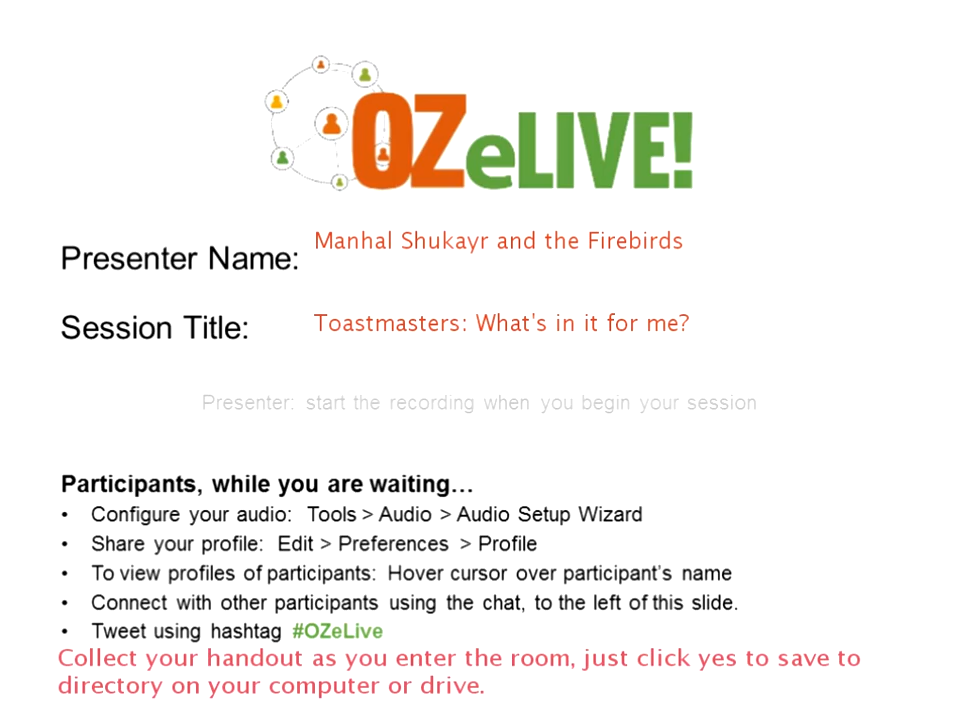 OZeLIVE!
Presenter Name: Manhal Shukayr and the Firebirds
Session Title: Toastmasters: What's in it for me?
Presenter: start the recording when you begin your session
Participants, while you are waiting…
• Configure your audio: Tools > Audio > Audio Setup Wizard
• Share your profile: Edit > Preferences > Profile
• To view profiles of participants: Hover cursor over participant's name
• Connect with other participants using the chat, to the left of this slide.
• Tweet using hashtag #OZeLive
Collect your handout as you enter the room, just click yes to save to
directory on your computer or drive.